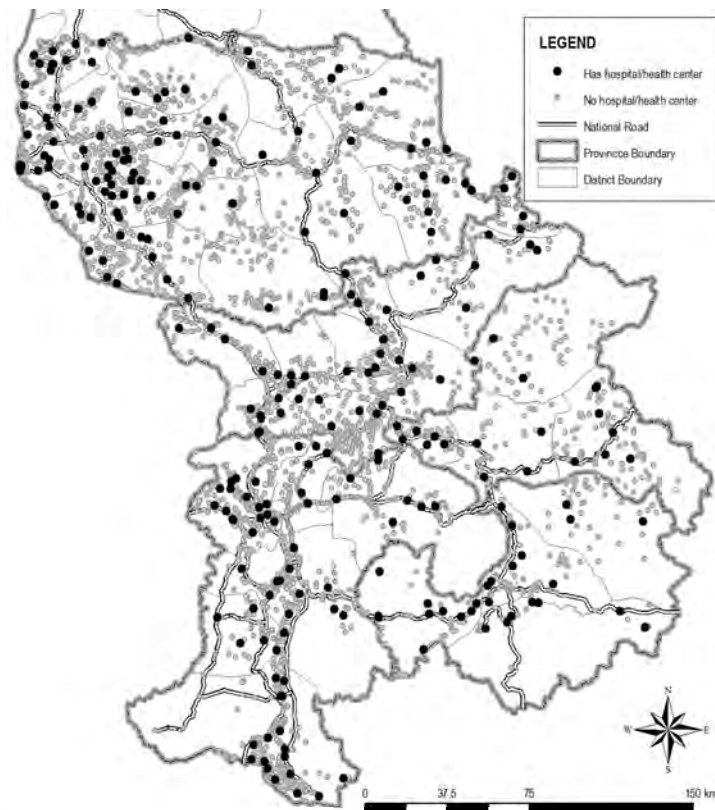 LEGEND
Has hospital/health center
No hospital/health center
National Road
Province Boundary
District Boundary
N
W E
S
0 37.5 75 150 km